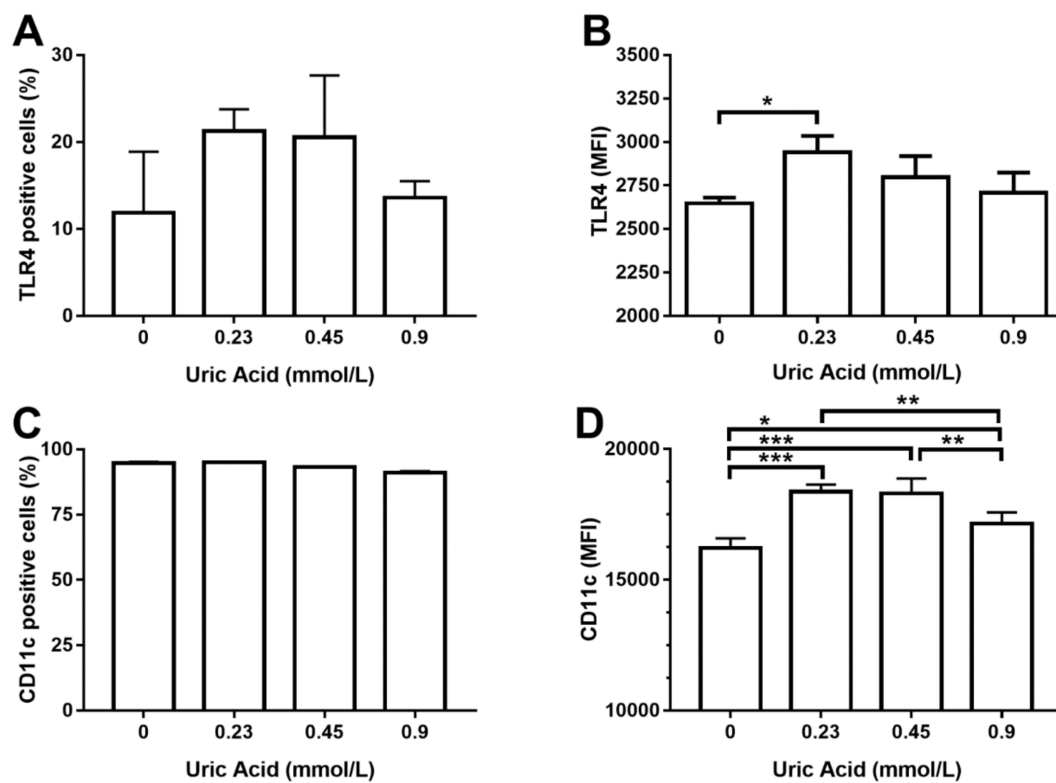 A
TLR4 positive cells (%)
30
20
10
0
0 0.23 0.45 0.9
Uric Acid (mmol/L)
B
TLR4 (MFI)
3500
3250
3000
2750
2500
2250
2000
*
0 0.23 0.45 0.9
Uric Acid (mmol/L)
C
CD11c positive cells (%)
100
75
50
25
0
0 0.23 0.45 0.9
Uric Acid (mmol/L)
D
CD11c (MFI)
20000
15000
10000
**
*
*** **
***
0 0.23 0.45 0.9
Uric Acid (mmol/L)